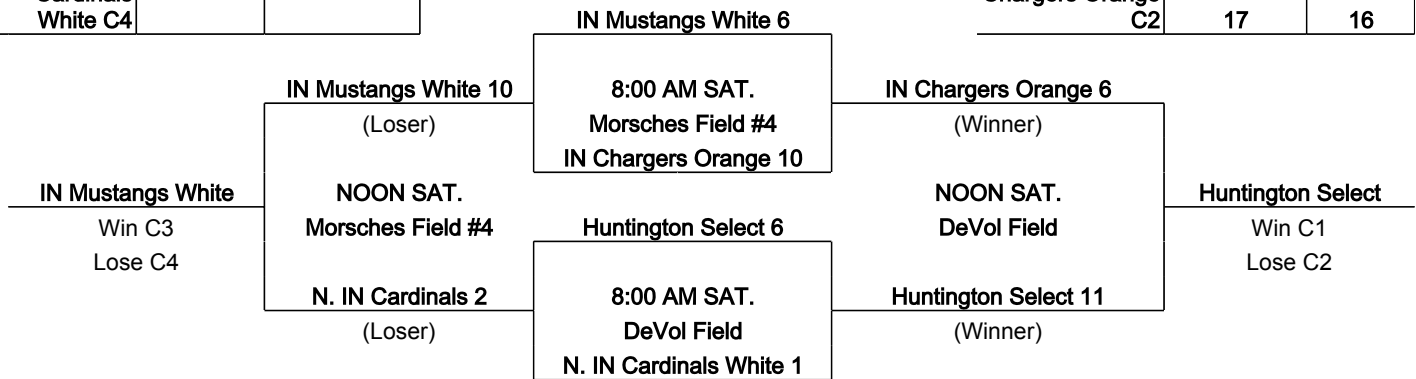 Cardinals
White C4
Chargers Orange
C2 17 16
IN Mustangs White 6
IN Mustangs White 10 8:00 AM SAT. IN Chargers Orange 6
(Loser) Morsches Field #4 (Winner)
IN Chargers Orange 10
IN Mustangs White NOON SAT. NOON SAT. Huntington Select
Win C3 Morsches Field #4 Huntington Select 6 DeVol Field Win C1
Lose C4 Lose C2
N. IN Cardinals 2 8:00 AM SAT. Huntington Select 11
(Loser) DeVol Field (Winner)
N. IN Cardinals White 1